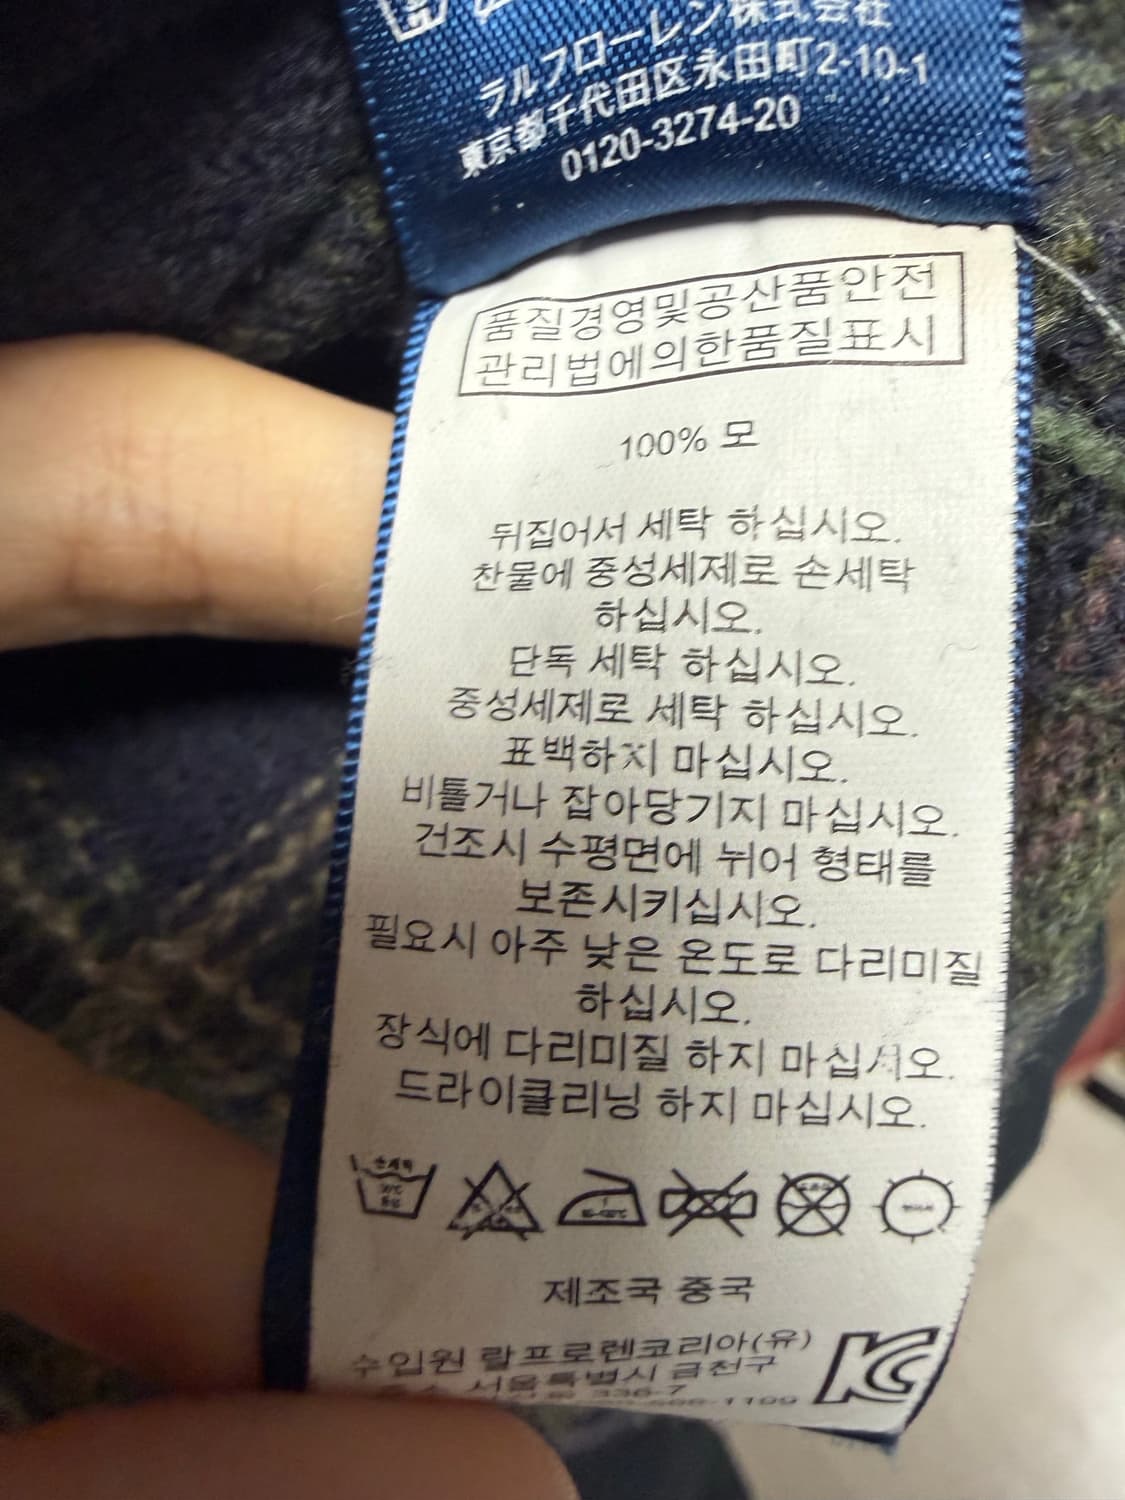 ラルフローレン株式会社
東京都千代田区永田町2-10-1
0120-3274-20
품질경영및공산품안전
관리법에의한품질표시
100% 모
뒤집어서 세탁 하십시오.
찬물에 중성세제로 손세탁
하십시오.
단독 세탁 하십시오.
중성세제로 세탁 하십시오.
표백하지 마십시오.
비틀거나 잡아당기지 마십시오.
건조시 수평면에 뉘어 형태를
보존시키십시오.
필요시 아주 낮은 온도로 다리미질
하십시오.
장식에 다리미질 하지 마십시오.
드라이클리닝 하지 마십시오.
손세탁
제조국 중국
수입원 랄프로렌코리아(유)
서울특별시 금천구
336-7
KC